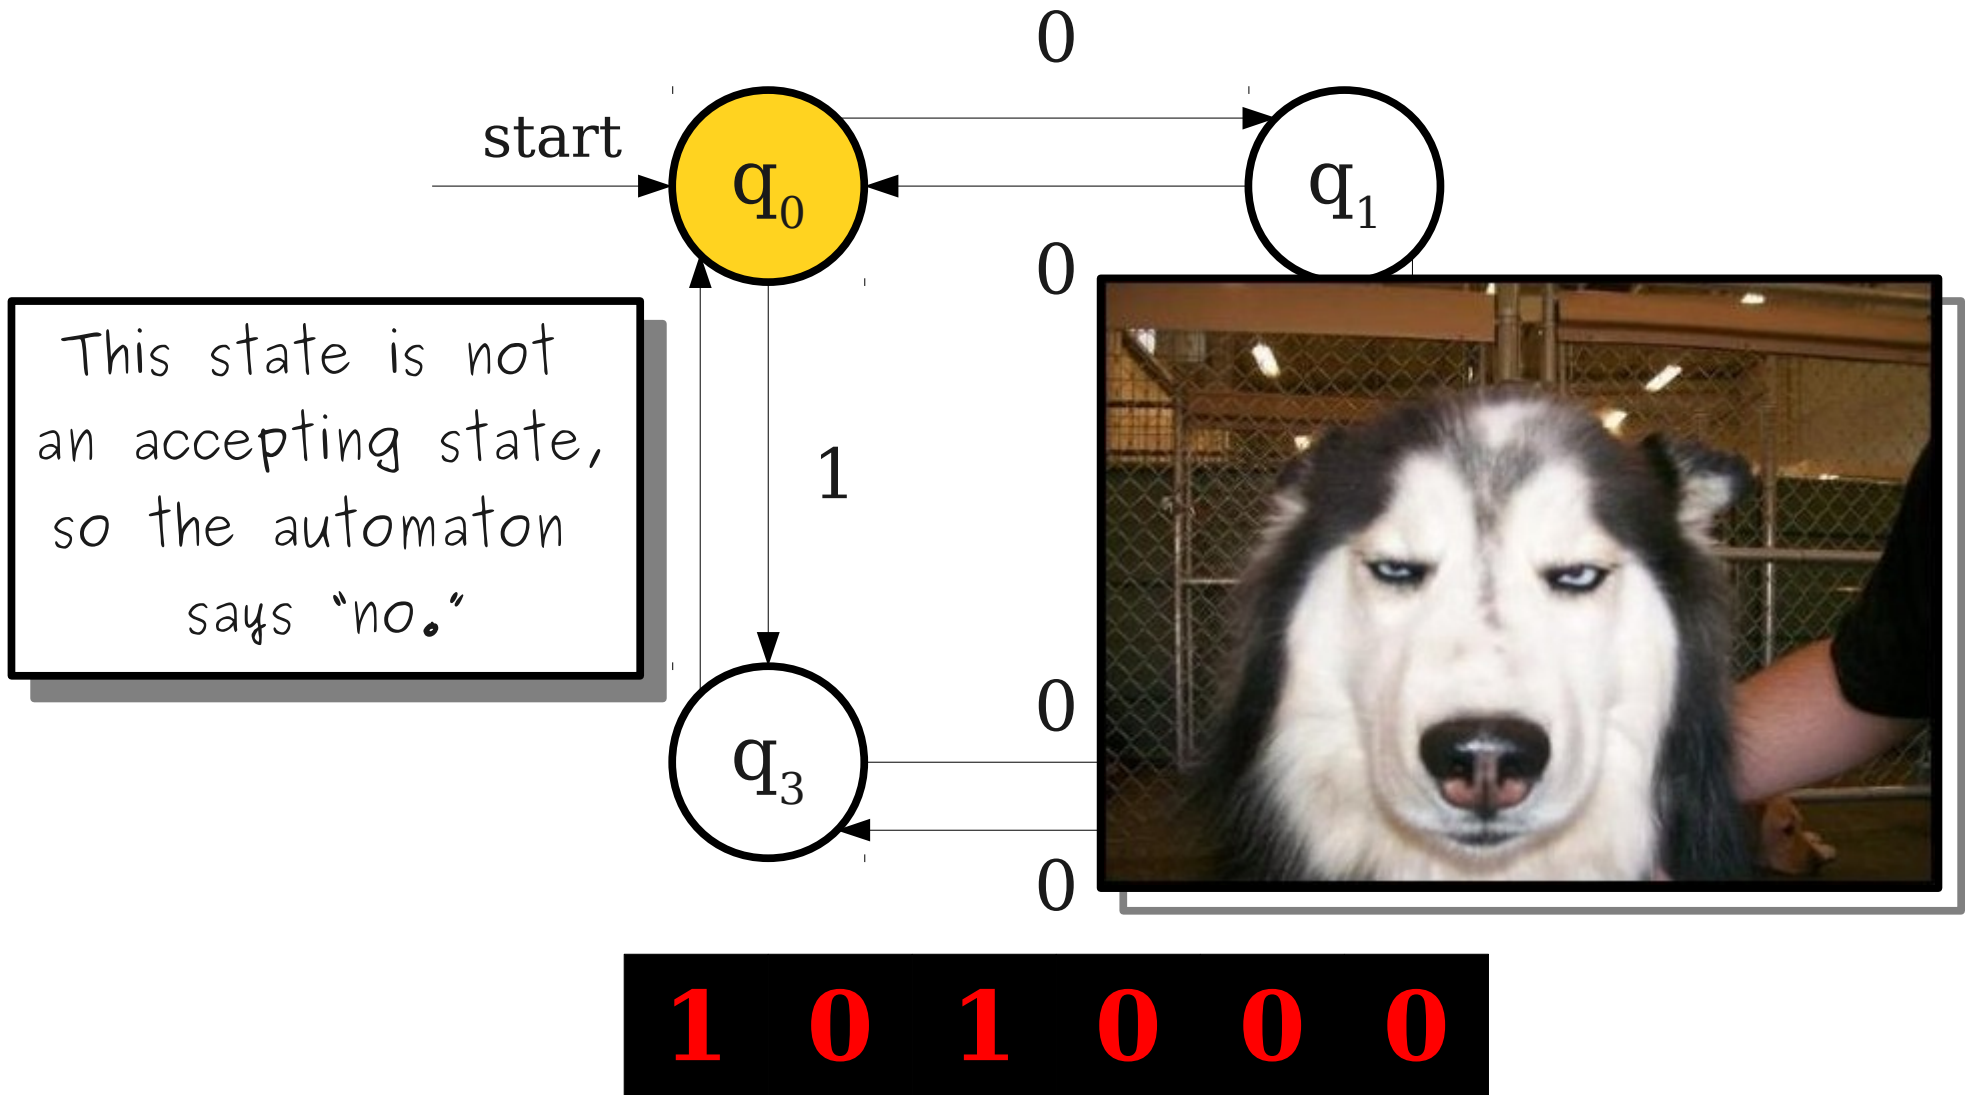 0
start
q0
q1
0
This state is not
an accepting state,
so the automaton
says "no."
1
0
q3
0
1 0 1 0 0 0